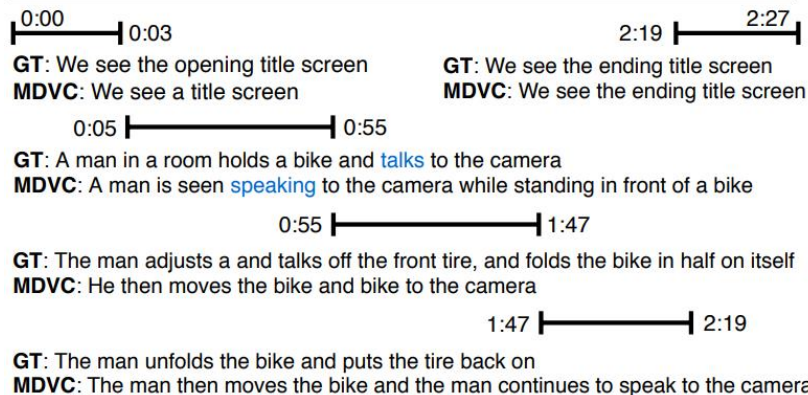 0:00 0:03
2:19 2:27
GT: We see the opening title screen
MDVC: We see a title screen
GT: We see the ending title screen
MDVC: We see the ending title screen
0:05 0:55
GT: A man in a room holds a bike and talks to the camera
MDVC: A man is seen speaking to the camera while standing in front of a bike
0:55 1:47
GT: The man adjusts a and talks off the front tire, and folds the bike in half on itself
MDVC: He then moves the bike and bike to the camera
1:47 2:19
GT: The man unfolds the bike and puts the tire back on
MDVC: The man then moves the bike and the man continues to speak to the camera